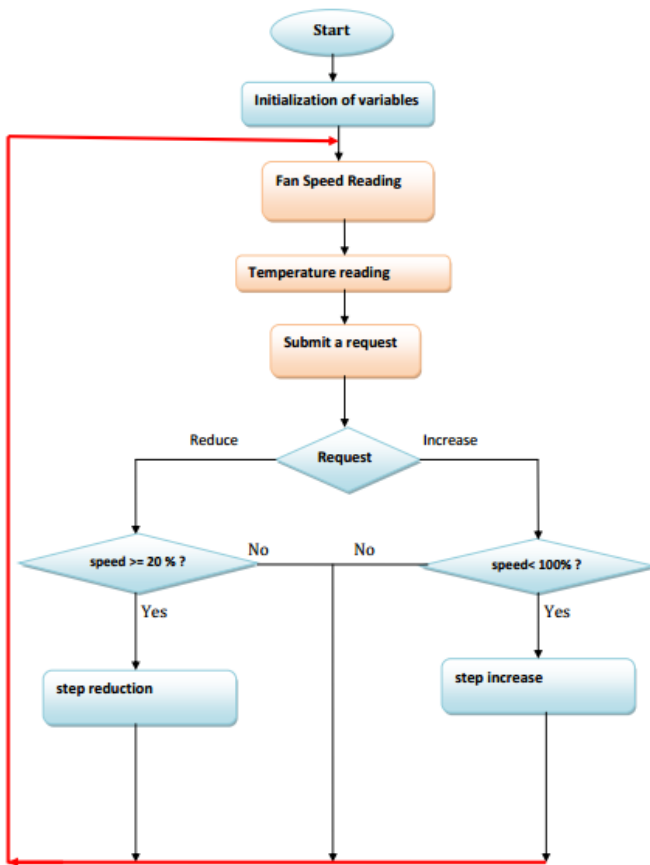 Start
Initialization of variables
Fan Speed Reading
Temperature reading
Submit a request
Reduce
Increase
Request
speed >= 20 % ?
No
No
speed< 100% ?
Yes
Yes
step reduction
step increase